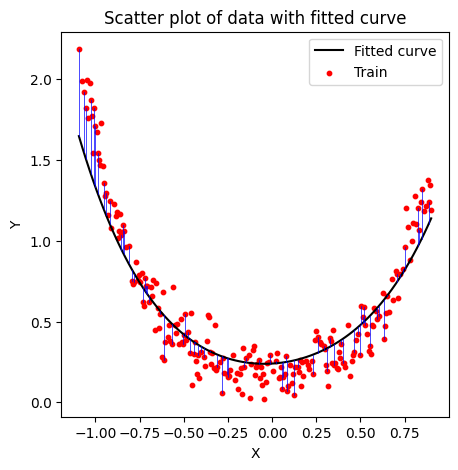 Scatter plot of data with fitted curve
Fitted curve
Train
2.0
1.5
1.0
0.5
0.0
Y
−1.00 −0.75 −0.50 −0.25 0.00 0.25 0.50 0.75
X